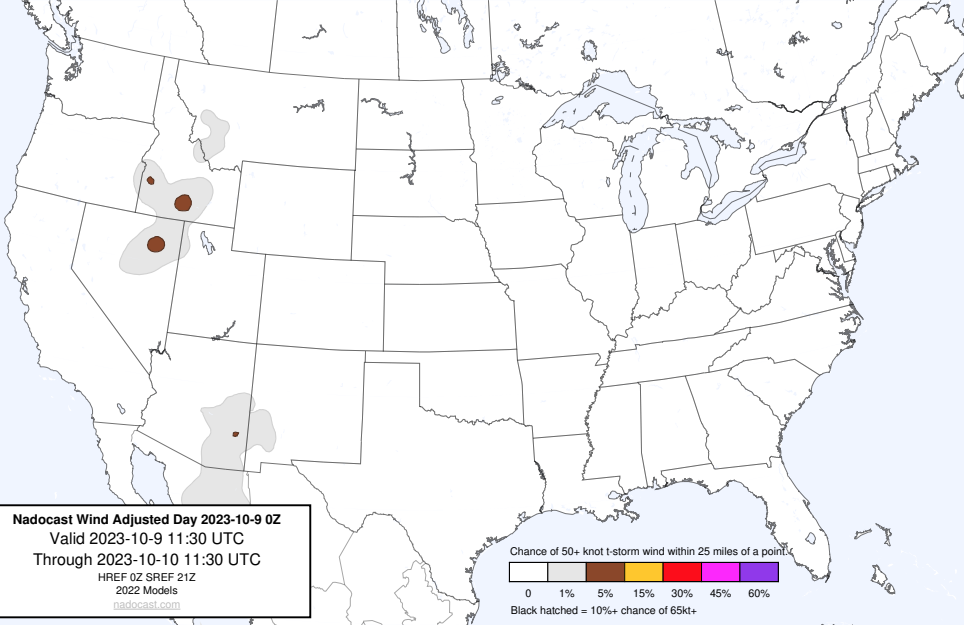 Nadocast Wind Adjusted Day 2023-10-9 0Z
Valid 2023-10-9 11:30 UTC
Through 2023-10-10 11:30 UTC
HREF 0Z SREF 21Z
2022 Models
nadocast.com
Chance of 50+ knot t-storm wind within 25 miles of a point.
0 1% 5% 15% 30% 45% 60%
Black hatched = 10%+ chance of 65kt+